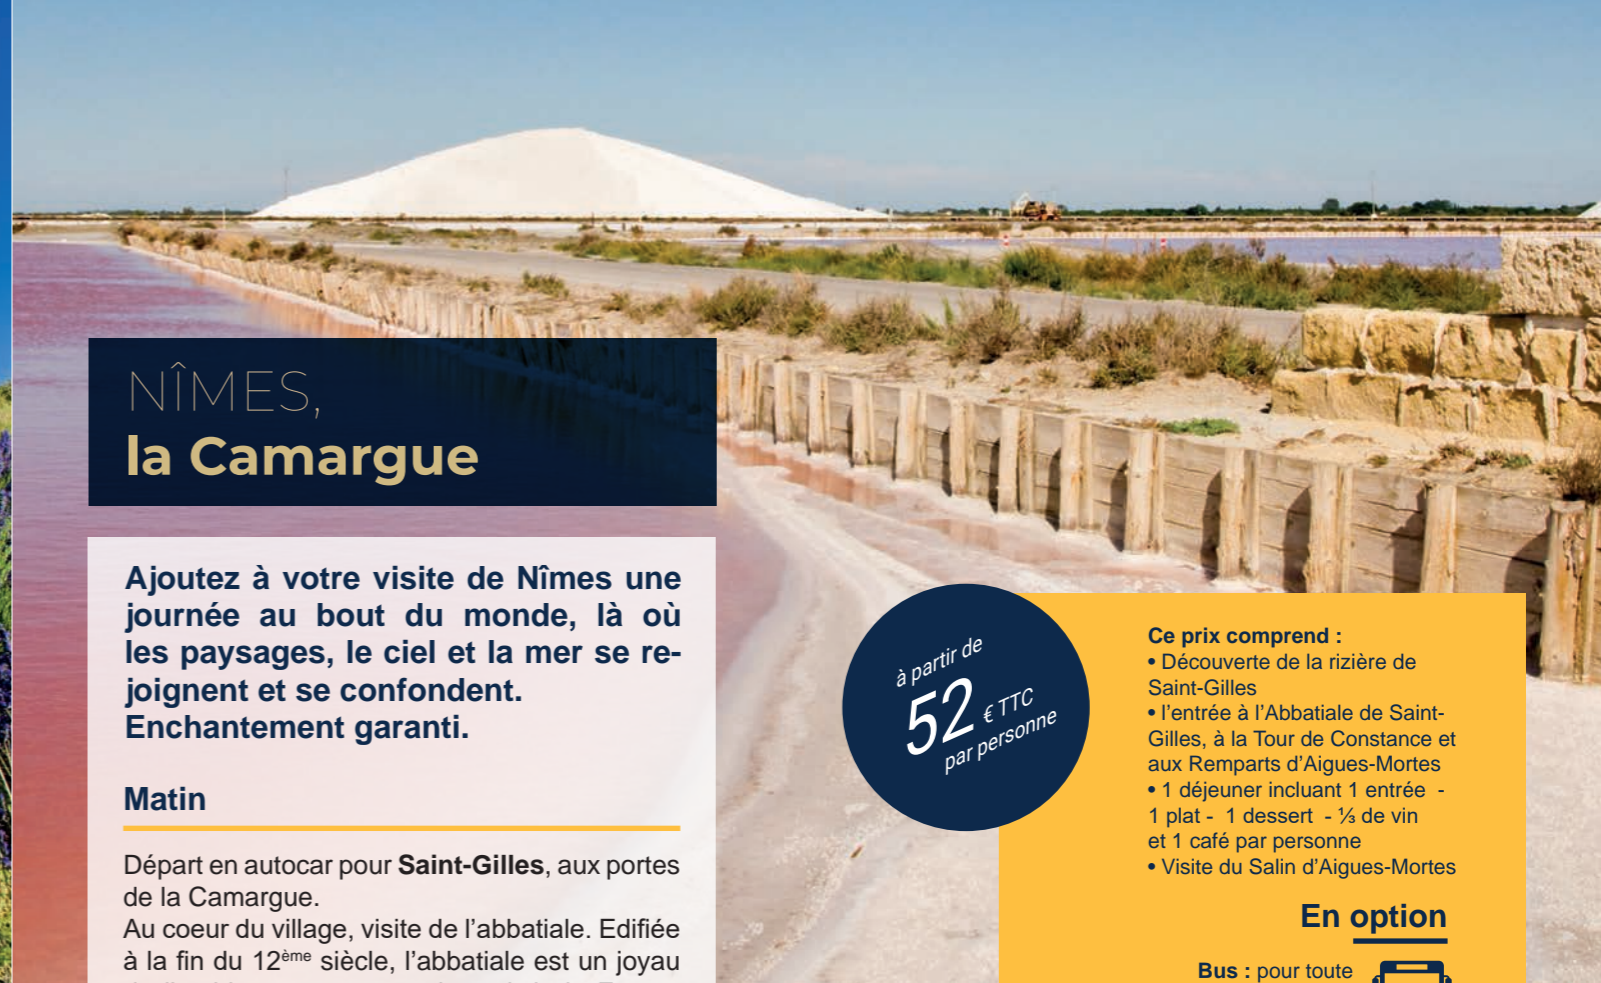 NÎMES,
la Camargue
Ajoutez à votre visite de Nîmes une
journée au bout du monde, là où
les paysages, le ciel et la mer se re-
joignent et se confondent.
Enchantement garanti.
Matin
Départ en autocar pour Saint-Gilles, aux portes
de la Camargue.
Au coeur du village, visite de l’abbatiale. Edifiée
à la fin du 12ème siècle, l’abbatiale est un joyau
à partir de
52 € TTC
par personne
Ce prix comprend :
• Découverte de la rizière de
Saint-Gilles
• l’entrée à l’Abbatiale de Saint-
Gilles, à la Tour de Constance et
aux Remparts d’Aigues-Mortes
• 1 déjeuner incluant 1 entrée -
1 plat - 1 dessert - ⅓ de vin
et 1 café par personne
• Visite du Salin d’Aigues-Mortes
En option
Bus : pour toute